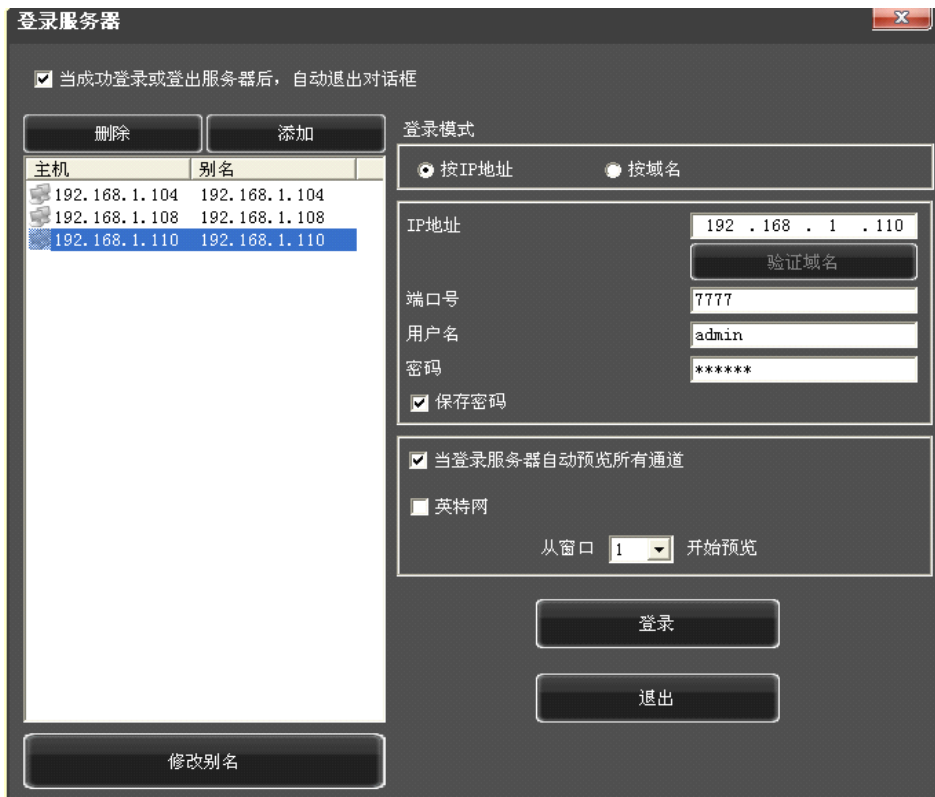 登录服务器
当成功登录或登出服务器后，自动退出对话框
删除 添加
主机 别名
192.168.1.104 192.168.1.104
192.168.1.108 192.168.1.108
192.168.1.110 192.168.1.110
修改别名
登录模式
按IP地址 按域名
IP地址 192 .168 . 1 .110
验证域名
端口号 7777
用户名 admin
密码 ******
保存密码
当登录服务器自动预览所有通道
英特网
从窗口 1 开始预览
登录
退出